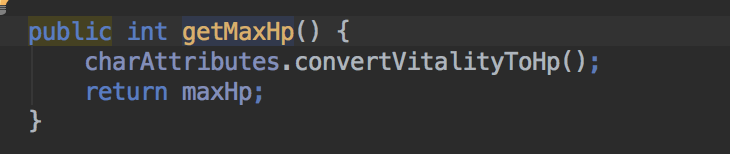 public int getMaxHp() {
    charAttributes.convertVitalityToHp();
    return maxHp;
}